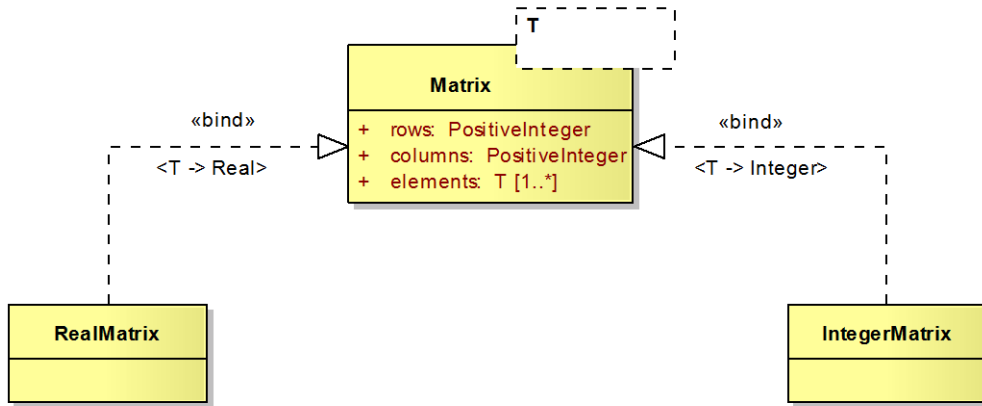 T
Matrix
+ rows: PositiveInteger
+ columns: PositiveInteger
+ elements: T [1..*]
«bind»
<T -> Real>
«bind»
<T -> Integer>
RealMatrix
IntegerMatrix